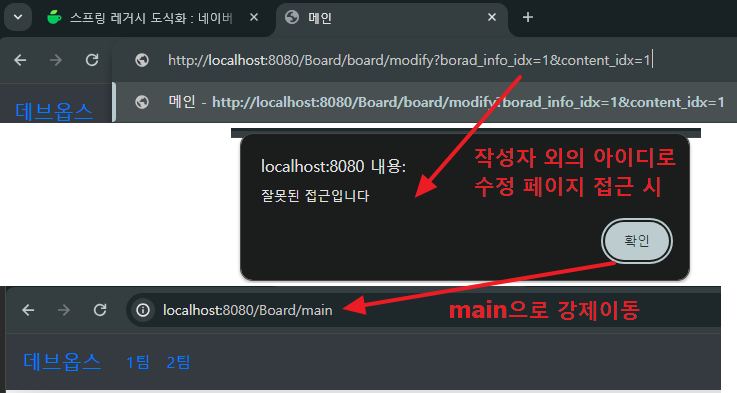 스프링 레거시 도식화 : 네이버
메인
http://localhost:8080/Board/board/modify?borad_info_idx=1&content_idx=1
데브옵스
메인 - http://localhost:8080/Board/board/modify?borad_info_idx=1&content_idx=1
localhost:8080 내용:
잘못된 접근입니다
작성자 외의 아이디로
수정 페이지 접근 시
확인
localhost:8080/Board/main
main으로 강제이동
데브옵스 1팀 2팀